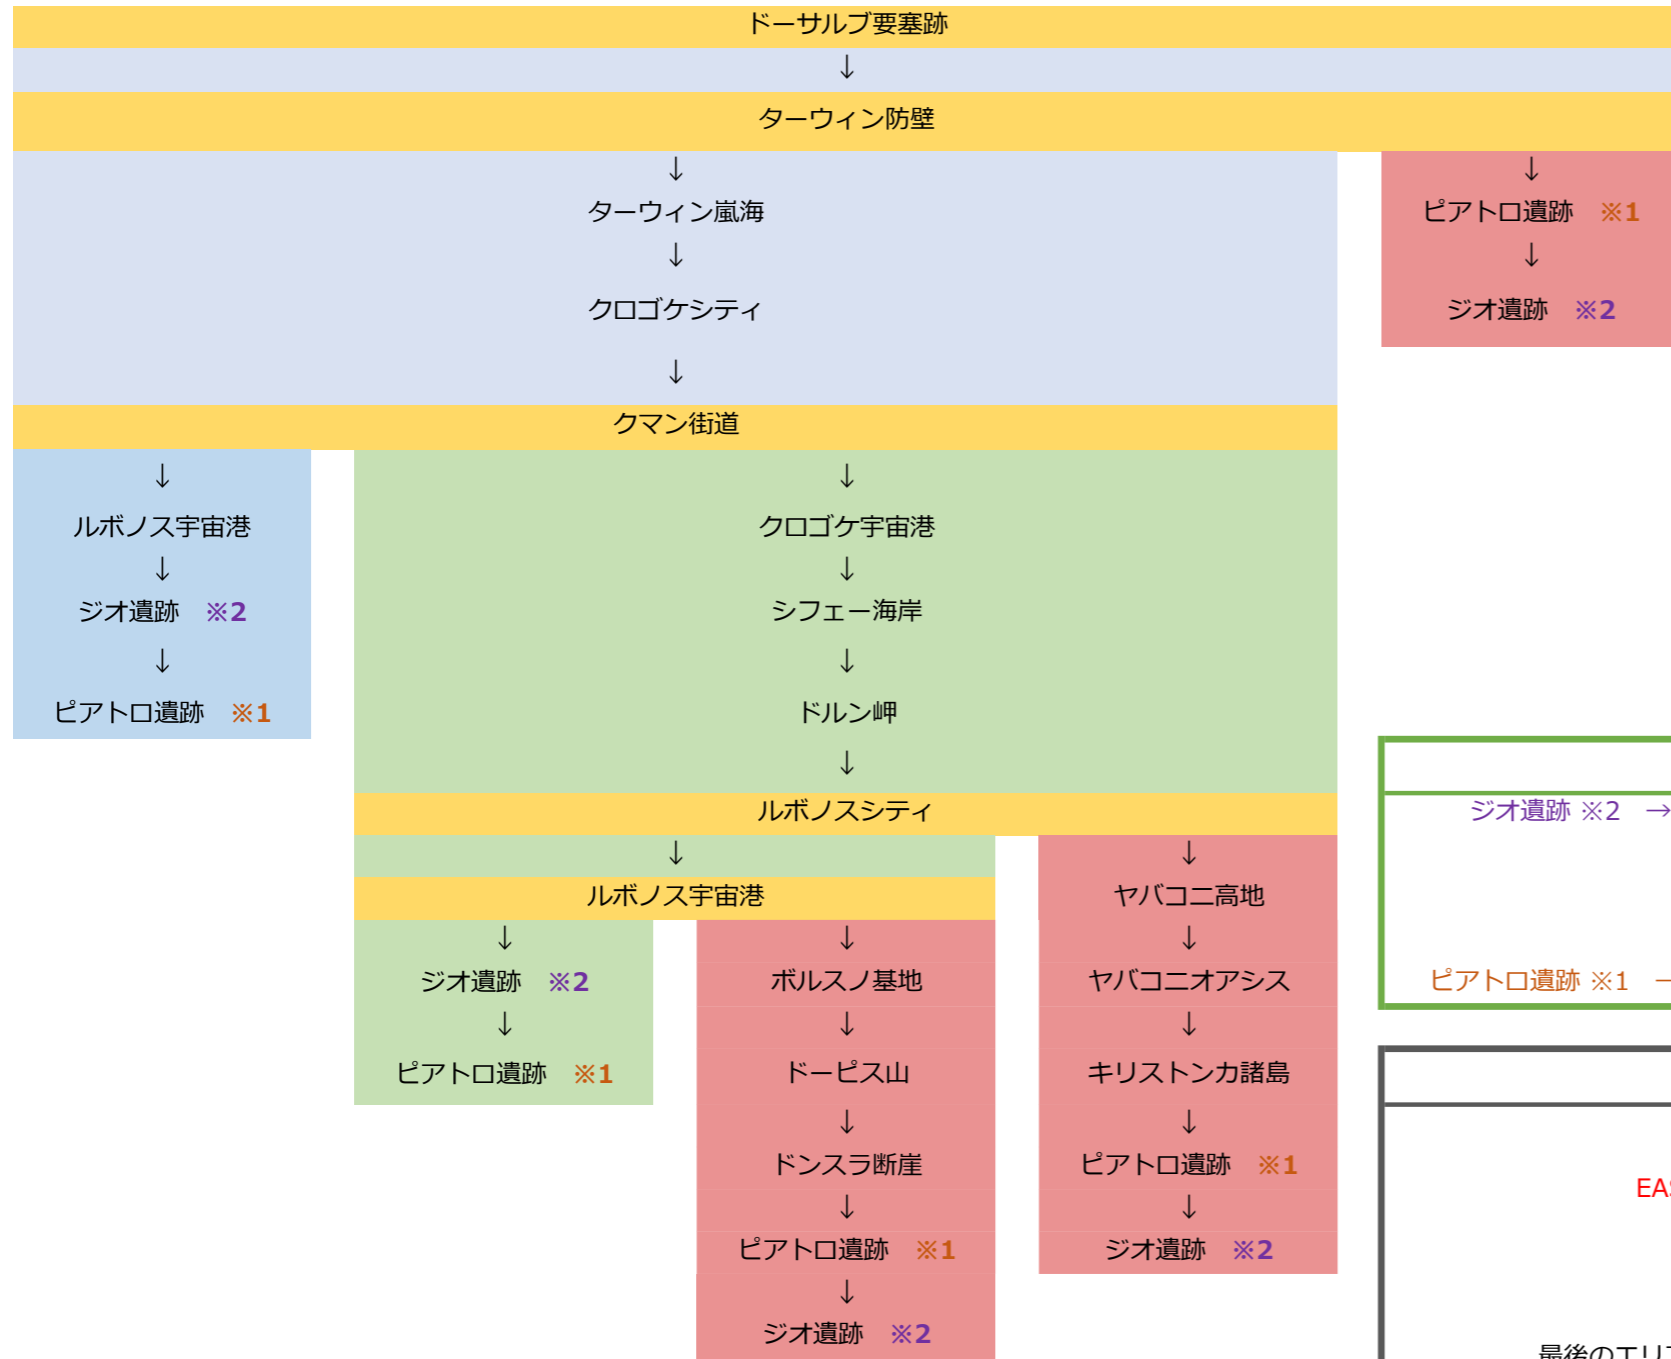 ドーサルブ要塞跡
↓
ターウィン防壁
↓
ターウィン嵐海
↓
クロゴケシティ
↓
クマン街道
↓
ピアトロ遺跡 ※1
↓
ジオ遺跡 ※2
↓
ルボノス宇宙港
↓
ジオ遺跡 ※2
↓
ピアトロ遺跡 ※1
↓
クロゴケ宇宙港
↓
シフェー海岸
↓
ドルン岬
↓
ルボノスシティ
↓
ルボノス宇宙港
↓
ジオ遺跡 ※2
↓
ピアトロ遺跡 ※1
↓
ボルスノ基地
↓
ドーピス山
↓
ドンスラ断崖
↓
ピアトロ遺跡 ※1
↓
ジオ遺跡 ※2
↓
ヤバコニ高地
↓
ヤバコニオアシス
↓
キリストンカ諸島
↓
ピアトロ遺跡 ※1
↓
ジオ遺跡 ※2
ジオ遺跡 ※2 →
ピアトロ遺跡 ※1
最後のエリ